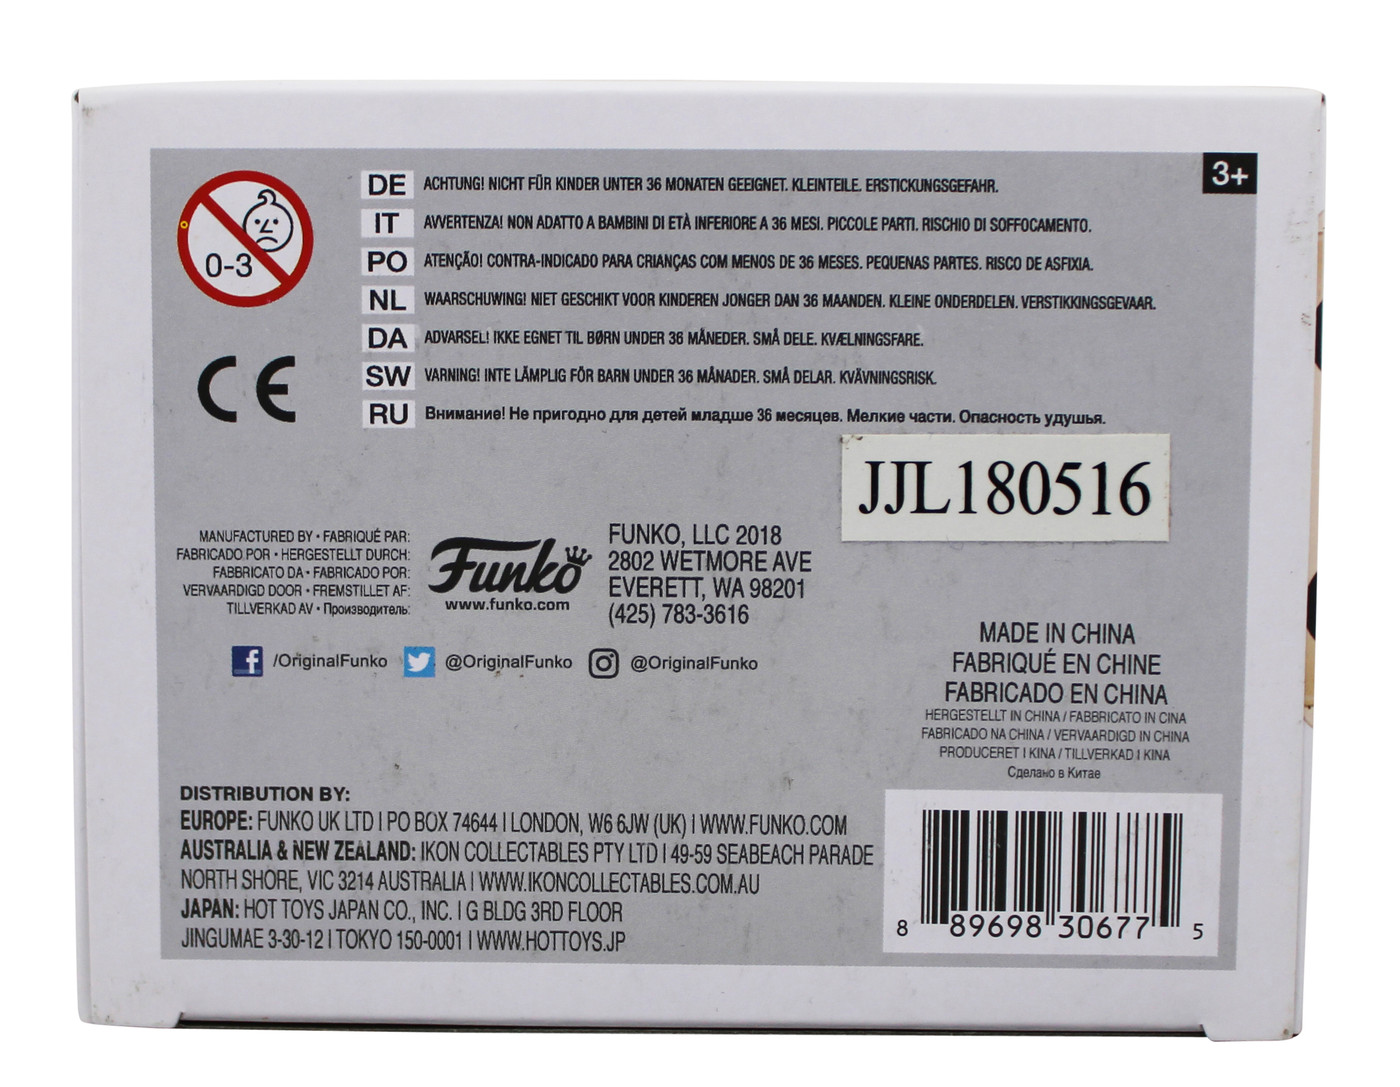 3+
0-3
DE ACHTUNG! NICHT FÜR KINDER UNTER 36 MONATEN GEEIGNET. KLEINTEILE. ERSTICKUNGSGEFAHR.
IT AVVERTENZA! NON ADATTO A BAMBINI DI ETÀ INFERIORE A 36 MESI. PICCOLE PARTI. RISCHIO DI SOFFOCAMENTO.
PO ATENÇÃO! CONTRA-INDICADO PARA CRIANÇAS COM MENOS DE 36 MESES. PEQUENAS PARTES. RISCO DE ASFIXIA.
NL WAARSCHUWING! NIET GESCHIKT VOOR KINDEREN JONGER DAN 36 MAANDEN. KLEINE ONDERDELEN. VERSTIKKINGSGEVAAR.
DA ADVARSEL! IKKE EGNET TIL BØRN UNDER 36 MÅNEDER. SMÅ DELE. KVÆLNINGSFARE.
SW VARNING! INTE LÄMPLIG FÖR BARN UNDER 36 MÅNADER. SMÅ DELAR. KVÄVNINGSRISK.
RU Внимание! Не пригодно для детей младше 36 месяцев. Мелкие части. Опасность удушья.
CE
JJL180516
MANUFACTURED BY • FABRIQUÉ PAR:
FABRICADO POR • HERGESTELLT DURCH:
FABBRICATO DA • FABRICADO POR:
VERVAARDIGD DOOR • FREMSTILLET AF:
TILLVERKAD AV • Производитель:
Funko
www.funko.com
FUNKO, LLC 2018
2802 WETMORE AVE
EVERETT, WA 98201
(425) 783-3616
f /OriginalFunko @OriginalFunko @OriginalFunko
MADE IN CHINA
FABRIQUÉ EN CHINE
FABRICADO EN CHINA
HERGESTELLT IN CHINA / FABBRICATO IN CINA
FABRICADO NA CHINA / VERVAARDIGD IN CHINA
PRODUCERET I KINA / TILLVERKAD I KINA
Сделано в Китае
DISTRIBUTION BY:
EUROPE: FUNKO UK LTD I PO BOX 74644 I LONDON, W6 6JW (UK) I WWW.FUNKO.COM
AUSTRALIA & NEW ZEALAND: IKON COLLECTABLES PTY LTD I 49-59 SEABEACH PARADE
NORTH SHORE, VIC 3214 AUSTRALIA I WWW.IKONCOLLECTABLES.COM.AU
JAPAN: HOT TOYS JAPAN CO., INC. I G BLDG 3RD FLOOR
JINGUMAE 3-30-12 I TOKYO 150-0001 I WWW.HOTTOYS.JP
8 89698 30677 5